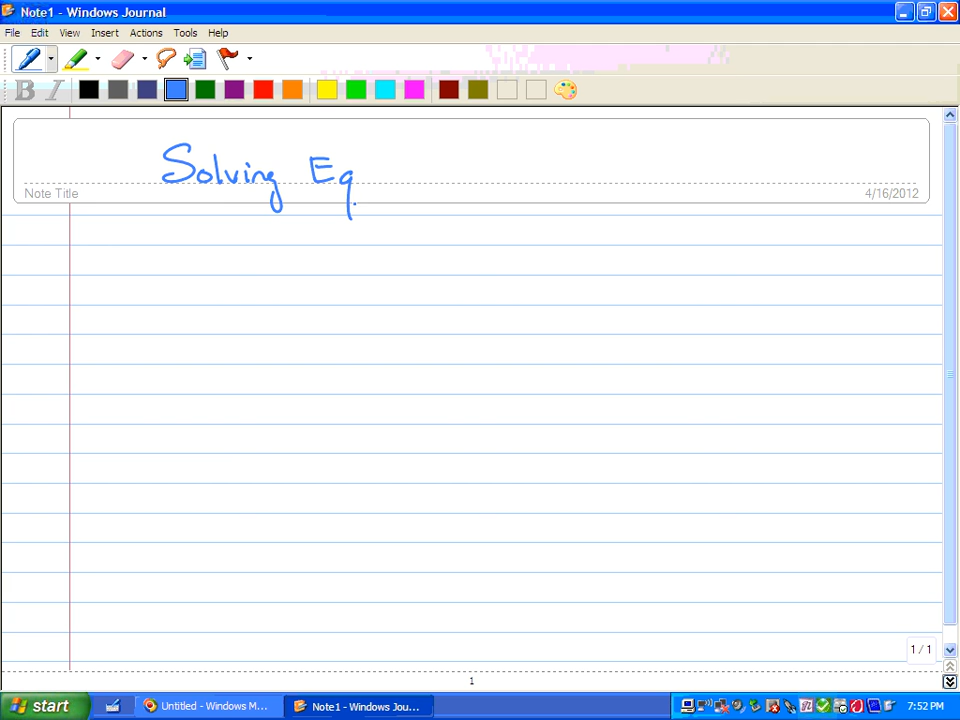 Note1 - Windows Journal
File Edit View Insert Actions Tools Help
B I
Solving Eq
Note Title 4/16/2012
1 / 1
1
start Untitled - Windows M... Note1 - Windows Jou... 7:52 PM